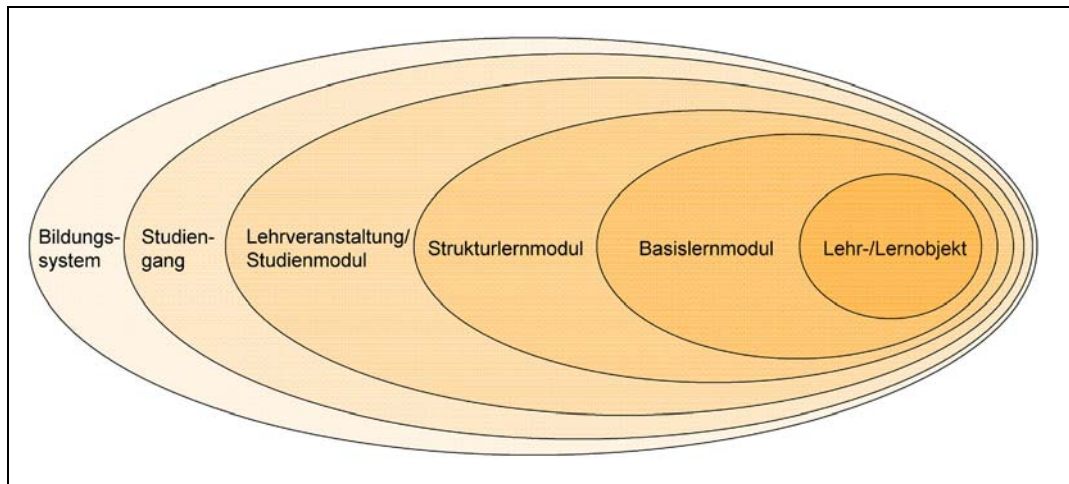 Bildungs-
system
Studien-
gang
Lehrveranstaltung/
Studienmodul
Strukturlernmodul
Basislernmodul
Lehr-/Lernobjekt